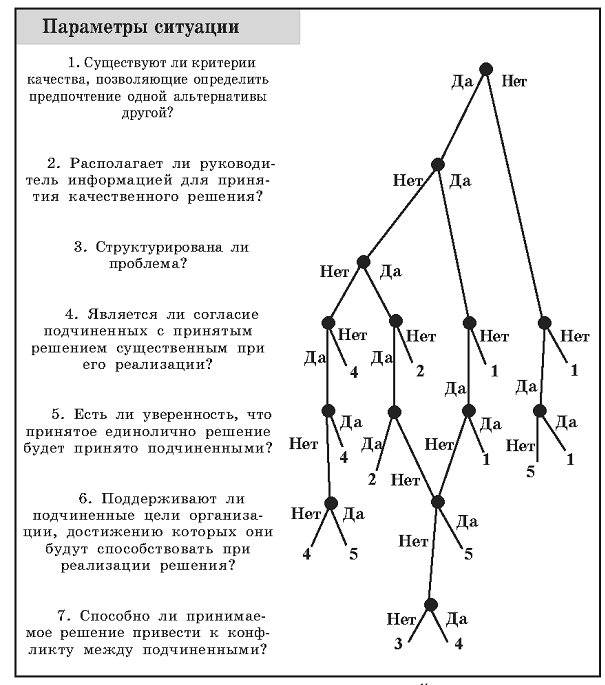 Параметры ситуации
1. Существуют ли критерии
качества, позволяющие определить
предпочтение одной альтернативы
другой?
Да Нет
2. Располагает ли руководи-
тель информацией для приня-
тия качественного решения?
Нет Да
3. Структурирована ли
проблема?
Нет Да
4. Является ли согласие
подчиненных с принятым
решением существенным при
его реализации?
Нет Нет Нет Нет
Да 4 Да 2 Да 1 Да 1
5. Есть ли уверенность, что
принятое единолично решение
будет принято подчиненными?
Да Да Да
Нет 4 Да 2 Нет Нет 1 Нет 5 1
6. Поддерживают ли
подчиненные цели организа-
ции, достижению которых они
будут способствовать при
реализации решения?
Нет Да Да
4 5 Нет 5
7. Способно ли принимае-
мое решение привести к конф-
ликту между подчиненными?
Нет Да
3 4